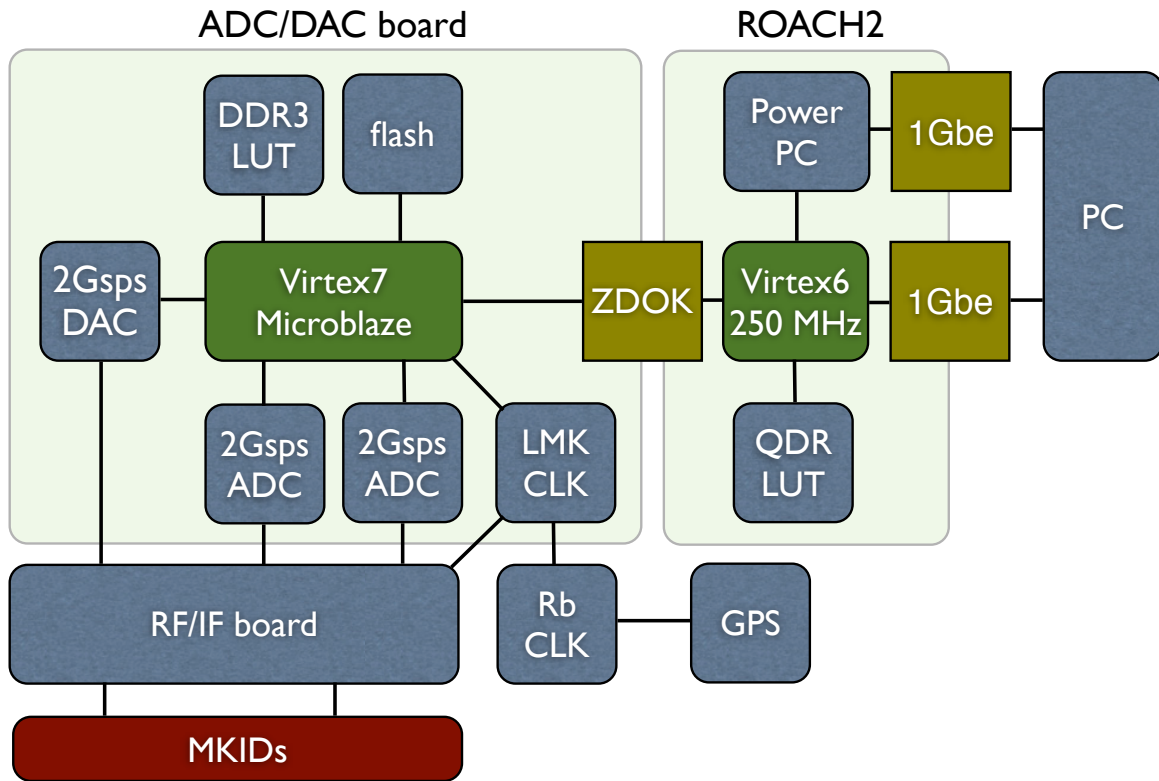 ADC/DAC board
ROACH2
DDR3
LUT
flash
Power
PC
1Gbe
PC
2Gsps
DAC
Virtex7
Microblaze
ZDOK
Virtex6
250 MHz
1Gbe
2Gsps
ADC
2Gsps
ADC
LMK
CLK
QDR
LUT
RF/IF board
Rb
CLK
GPS
MKIDs